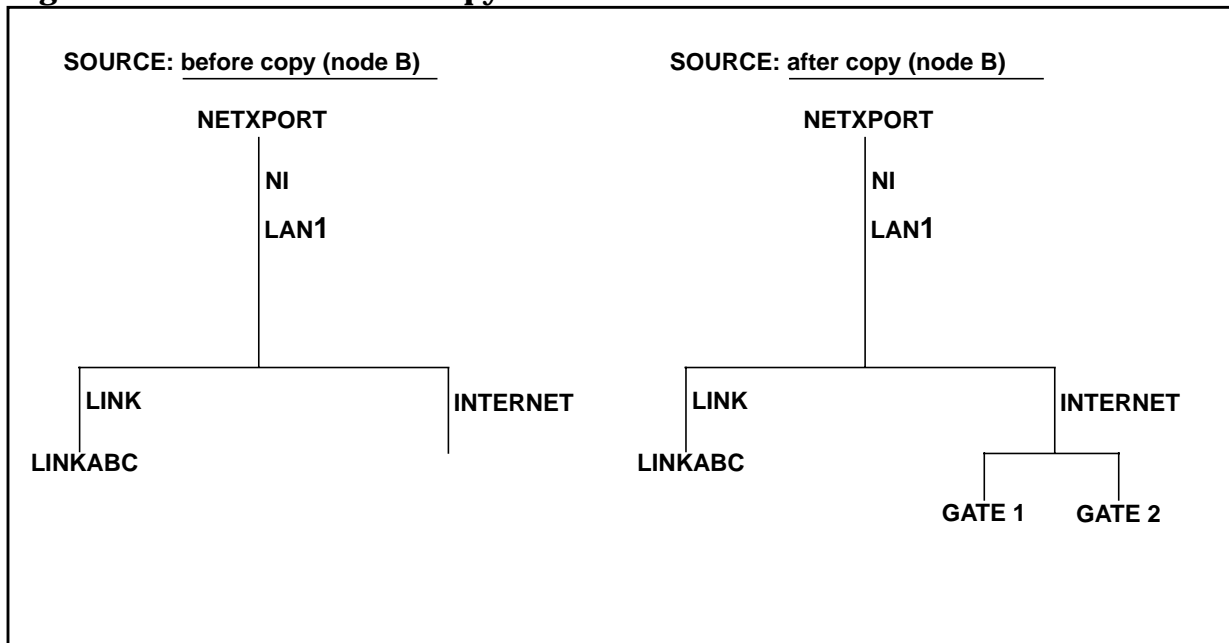 SOURCE: before copy (node B)
NETXPORT
NI
LAN1
LINK
INTERNET
LINKABC
SOURCE: after copy (node B)
NETXPORT
NI
LAN1
LINK
INTERNET
LINKABC
GATE 1
GATE 2